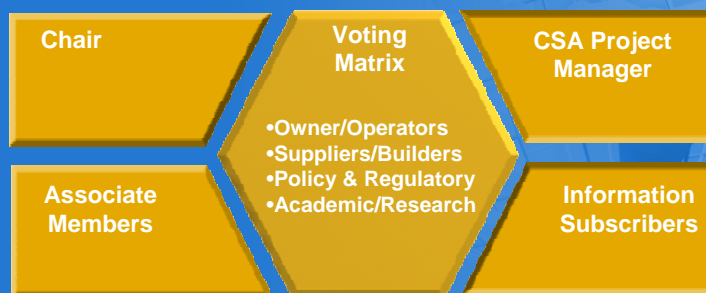 Chair
Voting
Matrix
•Owner/Operators
•Suppliers/Builders
•Policy & Regulatory
•Academic/Research
CSA Project
Manager
Associate
Members
Information
Subscribers